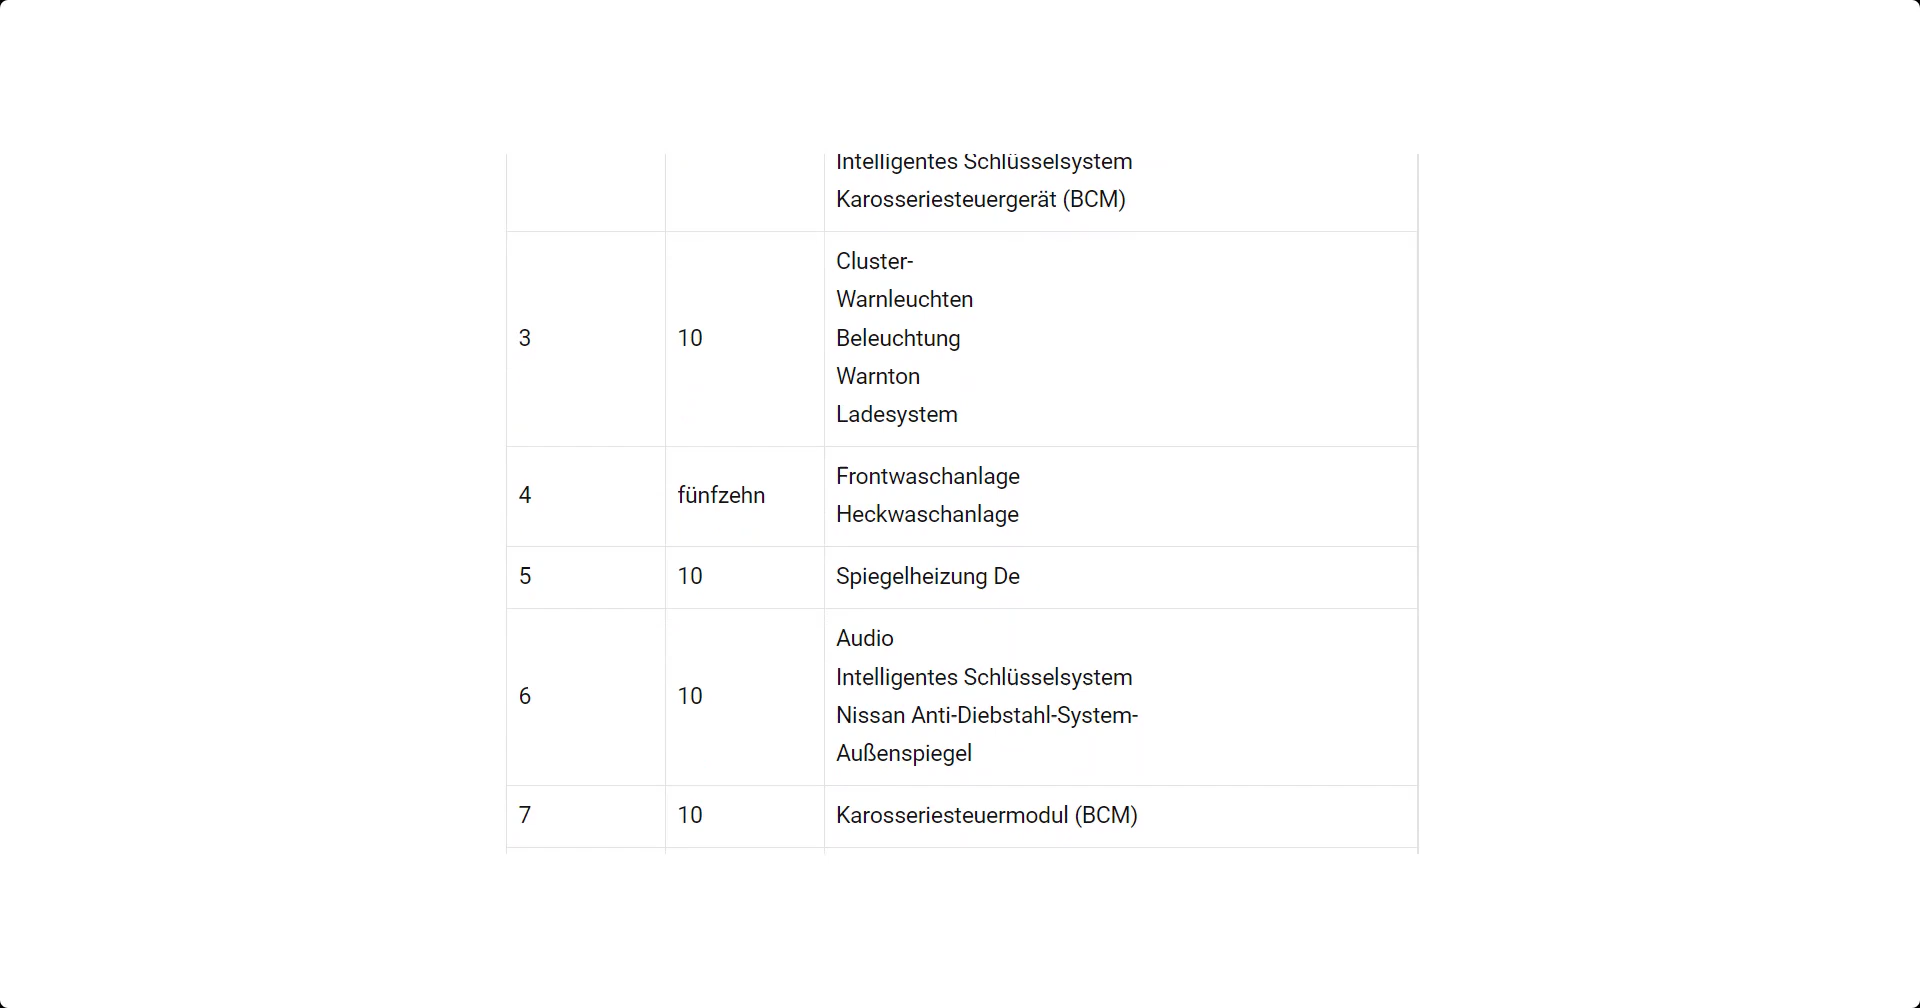 Intelligentes Schlüsselsystem
Karosseriesteuergerät (BCM)
3
10
Cluster-
Warnleuchten
Beleuchtung
Warnton
Ladesystem
4
fünfzehn
Frontwaschanlage
Heckwaschanlage
5
10
Spiegelheizung De
6
10
Audio
Intelligentes Schlüsselsystem
Nissan Anti-Diebstahl-System-
Außenspiegel
7
10
Karosseriesteuermodul (BCM)